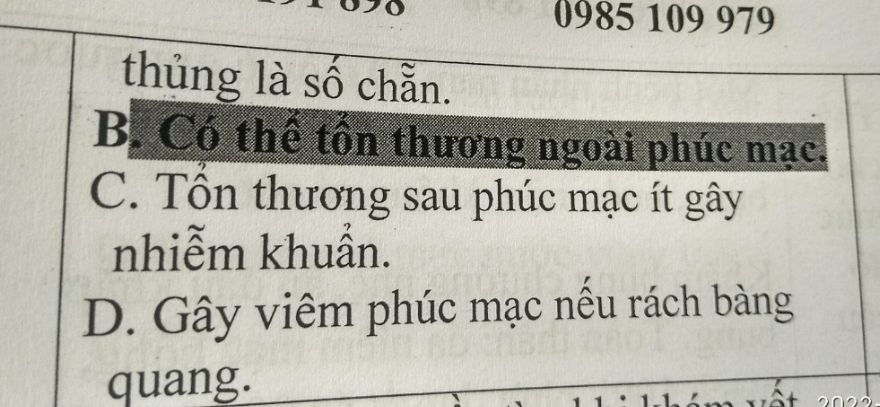 0985 109 979
thủng là số chẵn.
B. Có thể tổn thương ngoài phúc mạc.
C. Tổn thương sau phúc mạc ít gây
nhiễm khuẩn.
D. Gây viêm phúc mạc nếu rách bàng
quang.